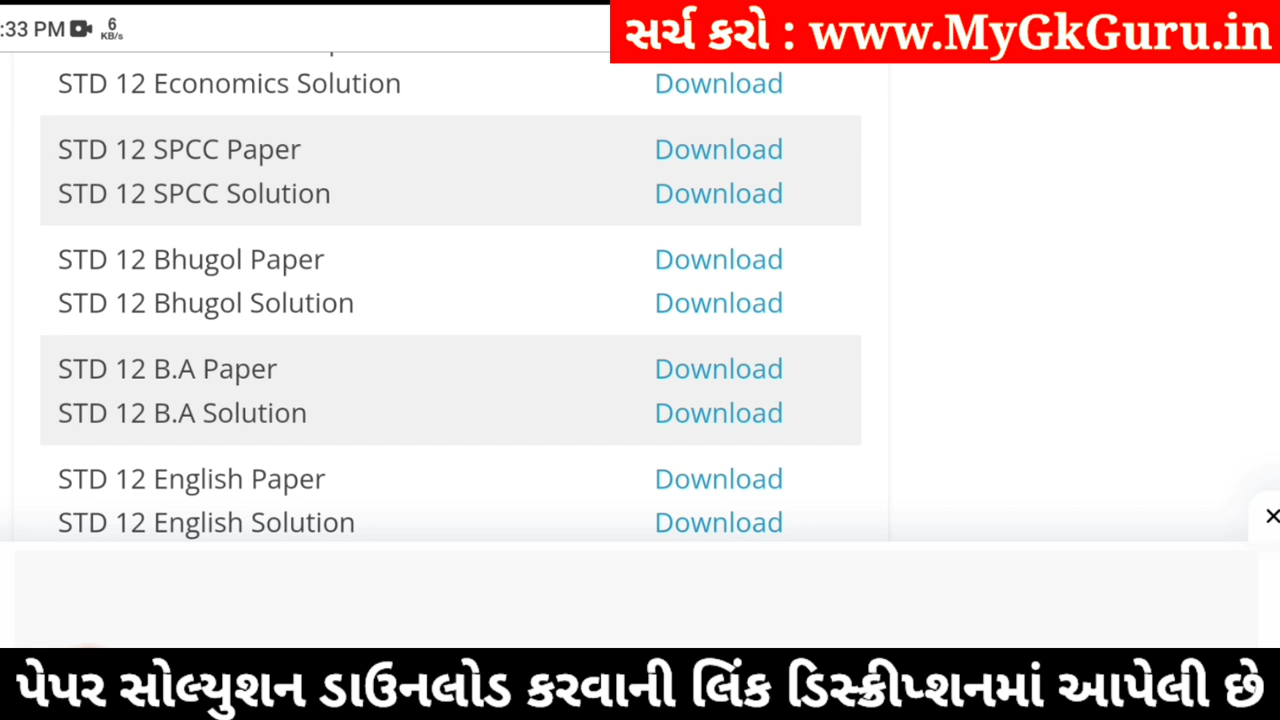 :33 PM 6 KB/s
સર્ચ કરો : www.MyGkGuru.in
STD 12 Economics Solution Download
STD 12 SPCC Paper Download
STD 12 SPCC Solution Download
STD 12 Bhugol Paper Download
STD 12 Bhugol Solution Download
STD 12 B.A Paper Download
STD 12 B.A Solution Download
STD 12 English Paper Download
STD 12 English Solution Download
પેપર સોલ્યુશન ડાઉનલોડ કરવાની લિંક ડિસ્ક્રીપ્શનમાં આપેલી છે